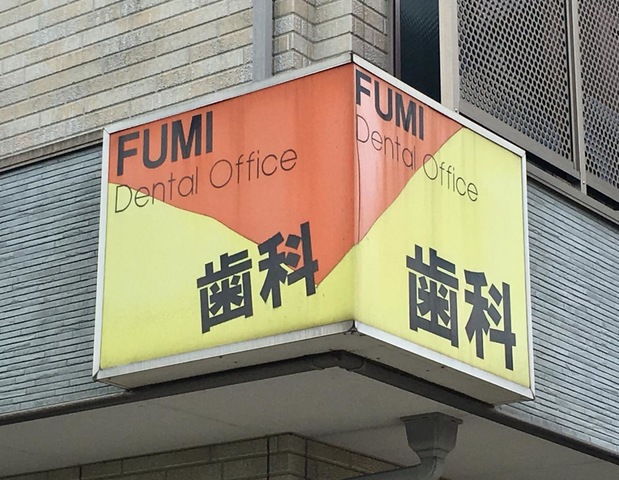 FUMI
Dental Office
歯科
FUMI
Dental Office
歯科